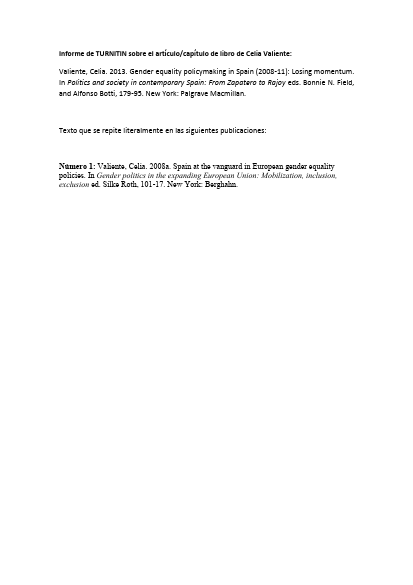 Informe de TURNITIN sobre el artículo/capítulo de libro de Celia Valiente:
Valiente, Celia. 2013. Gender equality policymaking in Spain (2008-11): Losing momentum.
In Politics and society in contemporary Spain: From Zapatero to Rajoy eds. Bonnie N. Field,
and Alfonso Botti, 179-95. New York: Palgrave Macmillan.
Texto que se repite literalmente en las siguientes publicaciones:
Número 1: Valiente, Celia. 2008a. Spain at the vanguard in European gender equality
policies. In Gender politics in the expanding European Union: Mobilization, inclusion,
exclusion ed. Silke Roth, 101-17. New York: Berghahn.